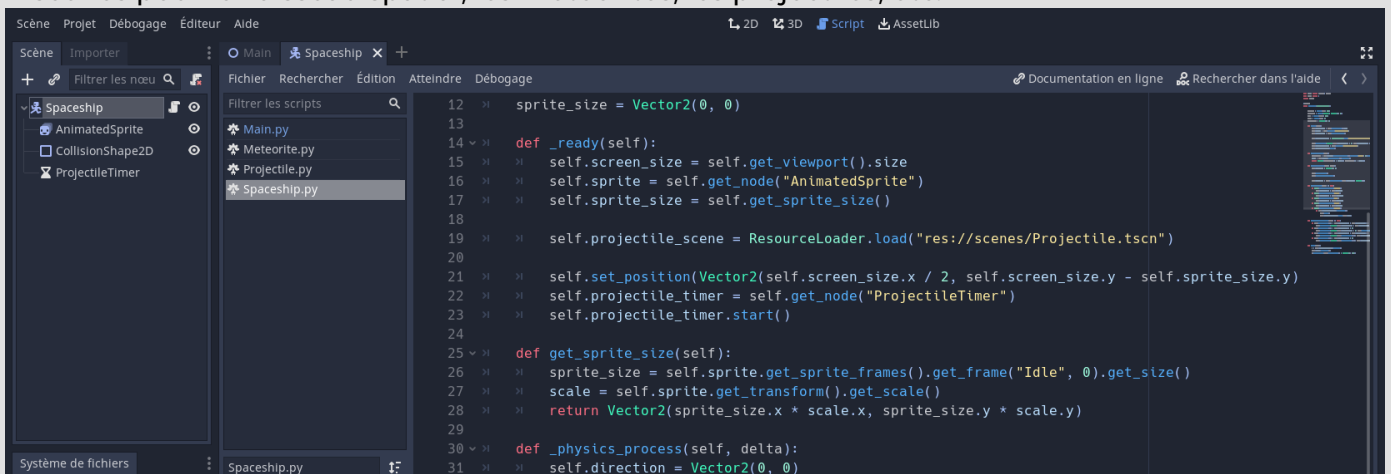 Scène Projet Débogage Éditeur Aide
2D 3D Script AssetLib
Scène Importer
Main Spaceship
Filtrer les nœu
Fichier Rechercher Édition Atteindre Débogage
Documentation en ligne Rechercher dans l'aide
Spaceship
AnimatedSprite
CollisionShape2D
ProjectileTimer
Filtrer les scripts
Main.py
Meteorite.py
Projectile.py
Spaceship.py
12 sprite_size = Vector2(0, 0)
13
14 def _ready(self):
15 self.screen_size = self.get_viewport().size
16 self.sprite = self.get_node("AnimatedSprite")
17 self.sprite_size = self.get_sprite_size()
18
19 self.projectile_scene = ResourceLoader.load("res://scenes/Projectile.tscn")
20
21 self.set_position(Vector2(self.screen_size.x / 2, self.screen_size.y - self.sprite_size.y)
22 self.projectile_timer = self.get_node("ProjectileTimer")
23 self.projectile_timer.start()
24
25 def get_sprite_size(self):
26 sprite_size = self.sprite.get_sprite_frames().get_frame("Idle", 0).get_size()
27 scale = self.sprite.get_transform().get_scale()
28 return Vector2(sprite_size.x * scale.x, sprite_size.y * scale.y)
29
30 def _physics_process(self, delta):
31 self.direction = Vector2(0, 0)
Système de fichiers
Spaceship.py